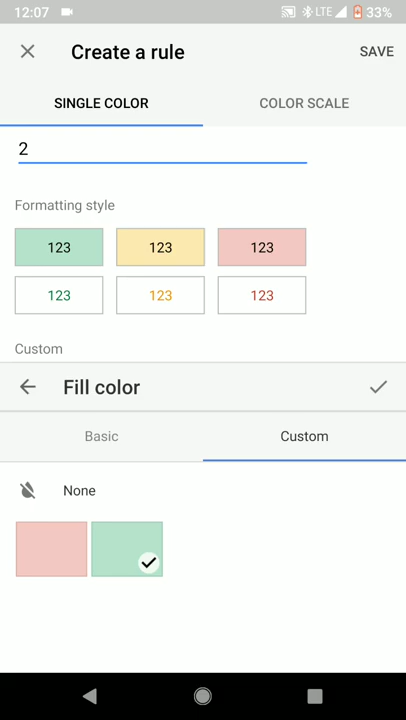 12:07 LTE 33%
Create a rule SAVE
SINGLE COLOR COLOR SCALE
2
Formatting style
123 123 123
123 123 123
Custom
Fill color
Basic Custom
None